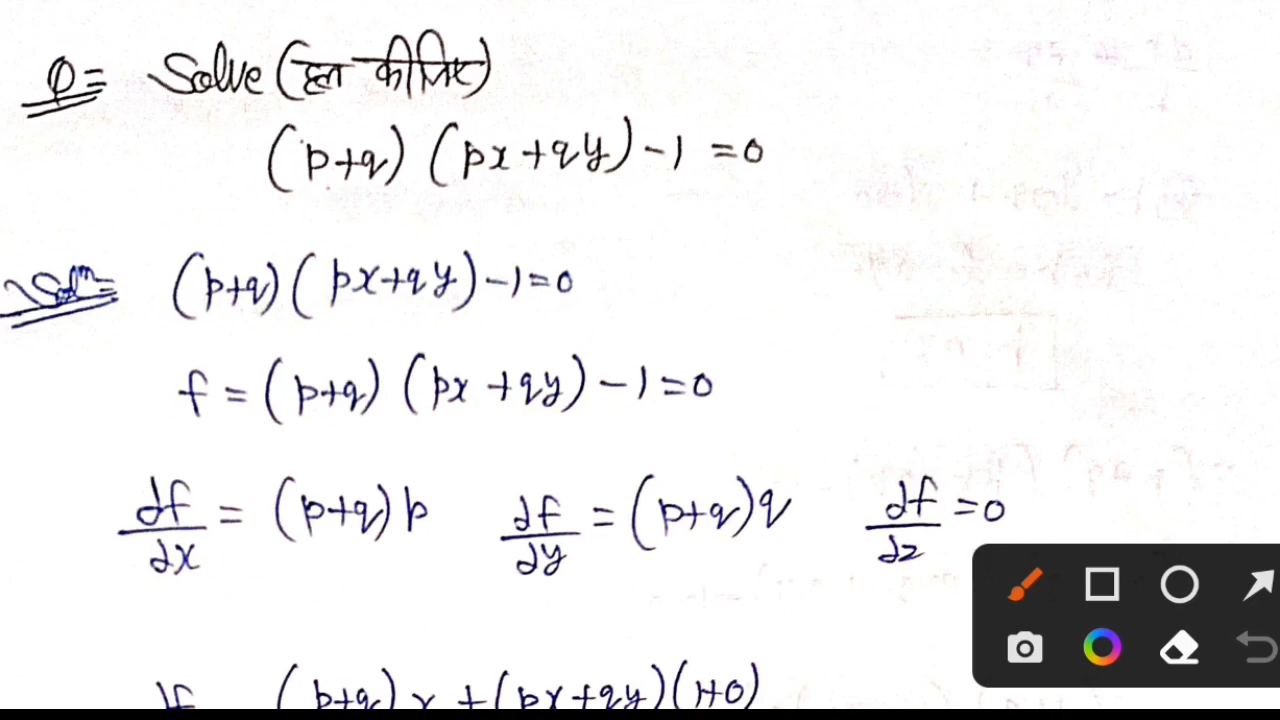 Q= Solve (हल कीजिए)
(p+q) (px+qy) -1 =0
Solⁿ= (p+q) (px+qy) -1=0
f = (p+q) (px+qy) -1=0
∂f/∂x = (p+q)p ∂f/∂y = (p+q)q ∂f/∂z =0
∂f (p+q)x +(px+qy)(1+0)